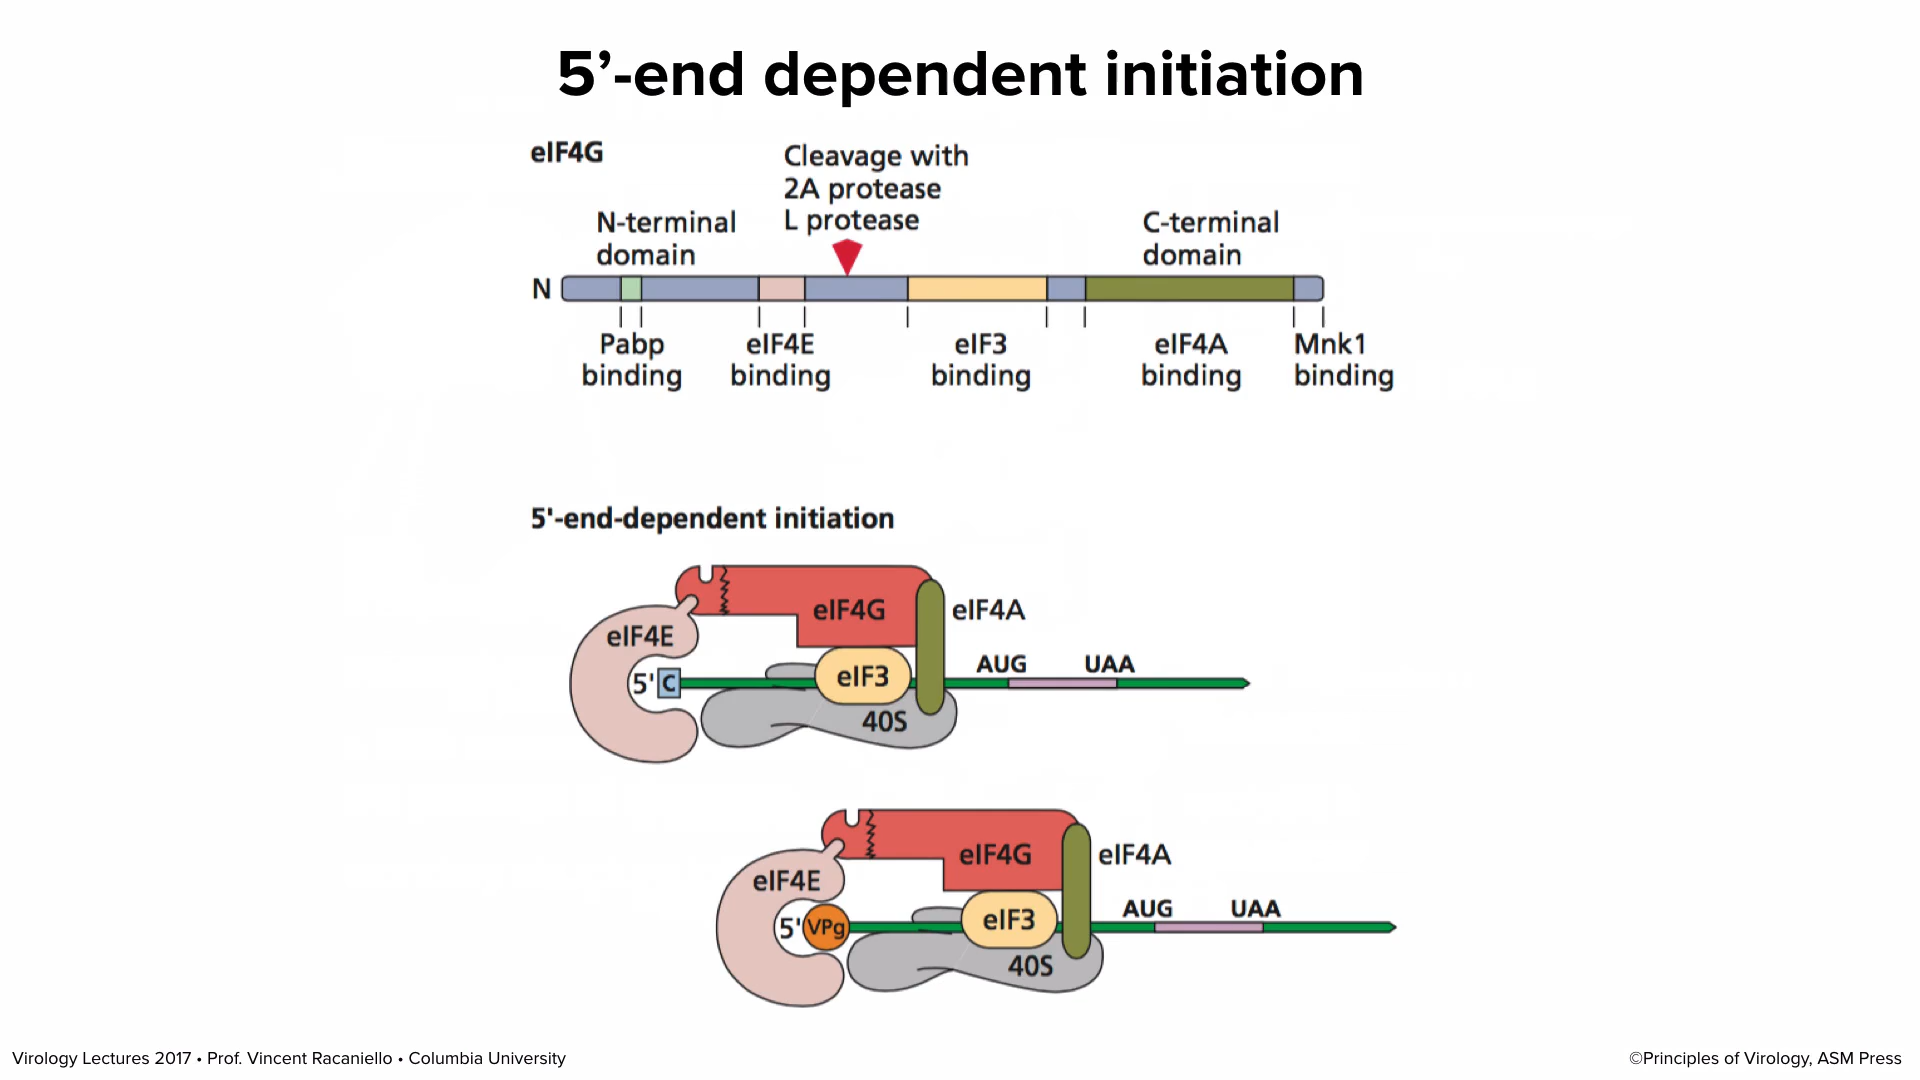 5’-end dependent initiation
eIF4G
Cleavage with
2A protease
L protease
N-terminal
domain
C-terminal
domain
N
Pabp
binding
eIF4E
binding
eIF3
binding
eIF4A
binding
Mnk1
binding
5'-end-dependent initiation
eIF4G
eIF4A
eIF4E
AUG
UAA
5'
C
eIF3
40S
eIF4G
eIF4A
eIF4E
AUG
UAA
5'
VPg
eIF3
40S
Virology Lectures 2017 • Prof. Vincent Racaniello • Columbia University
©Principles of Virology, ASM Press